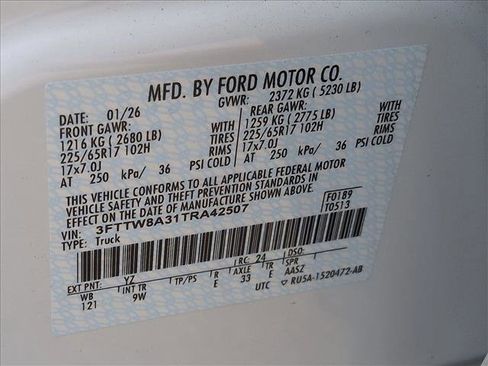 MFD. BY FORD MOTOR CO.
DATE: 01/26 GVWR: 2372 KG ( 5230 LB)
FRONT GAWR: REAR GAWR:
1216 KG ( 2680 LB) TIRES 1259 KG ( 2775 LB) TIRES
225/65R17 102H RIMS 225/65R17 102H RIMS
17x7.0J 17x7.0J
AT 250 kPa/ 36 PSI COLD AT 250 kPa/ 36 PSI COLD
THIS VEHICLE CONFORMS TO ALL APPLICABLE FEDERAL MOTOR
VEHICLE SAFETY AND THEFT PREVENTION STANDARDS IN
EFFECT ON THE DATE OF MANUFACTURE SHOWN ABOVE.
3FTTW8A31TRA42507 F0189
TYPE: Truck T0513
EXT PNT: YZ RC: 24 DSO:
WB INT TR TP/PS R AXLE TR SPR
121 9W E 33 E AASZ
UTC RU5A-1520472-AB